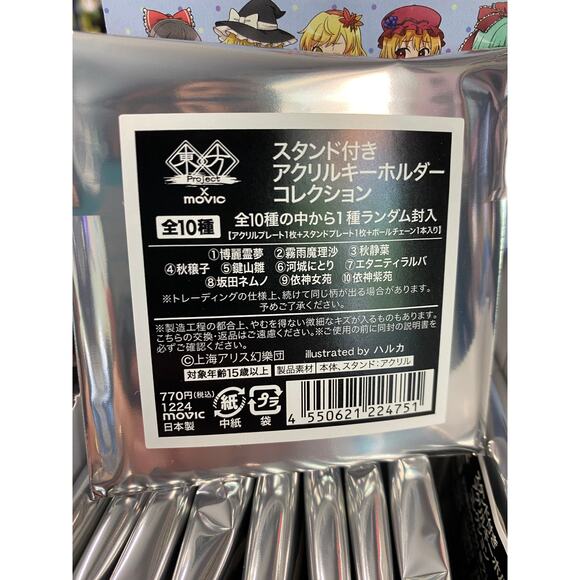 東方
Project
×
movic
スタンド付き
アクリルキーホルダー
コレクション
全10種
全10種の中から1種ランダム封入
【アクリルプレート1枚+スタンドプレート1枚+ボールチェーン1本入り】
①博麗霊夢 ②霧雨魔理沙 ③秋静葉
④秋穣子 ⑤鍵山雛 ⑥河城にとり ⑦エタニティラルバ
⑧坂田ネムノ ⑨依神女苑 ⑩依神紫苑
※トレーディングの仕様上、続けて同じ柄が出る場合があります。
予めご了承ください。
※製造工程の都合上、やむを得ない微細なキズが入るものもあります。
こちらの交換・返品はご遠慮ください。※ご使用の前に同封の説明書を
必ずご確認ください。
©上海アリス幻樂団 illustrated by ハルカ
対象年齢15歳以上 製品素材 本体、スタンド:アクリル
770円(税込)
1224
movic
日本製
紙
中紙
プラ
袋
4 550621 224751